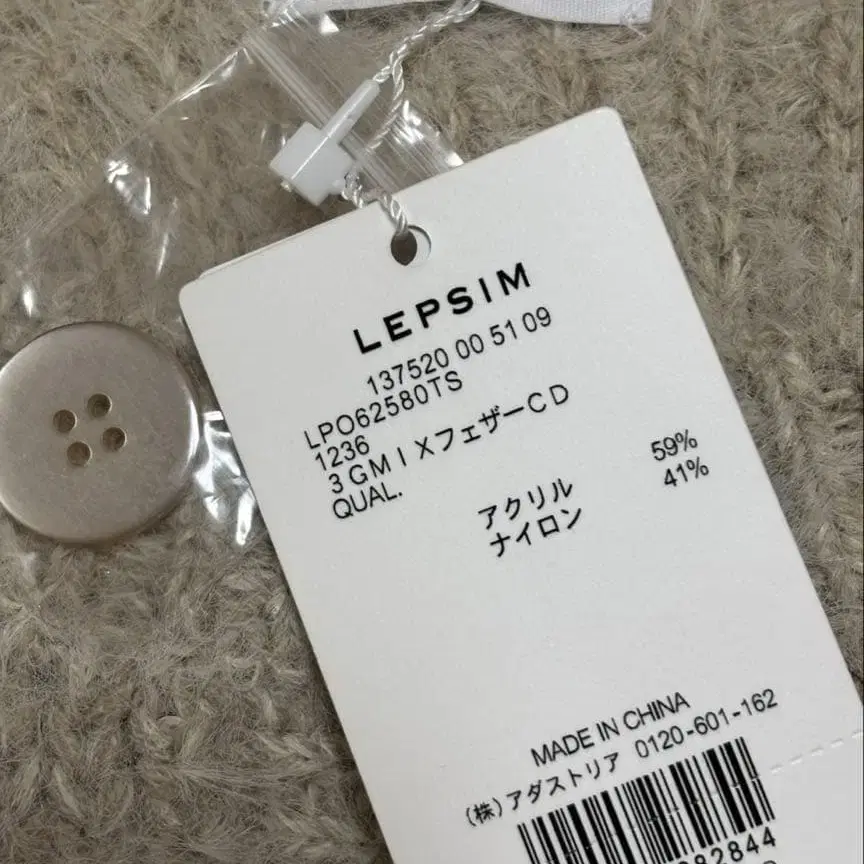 LEPSIM
137520 00 51 09
LPO62580TS
1236
3GMIXフェザーCD
QUAL.
アクリル 59%
ナイロン 41%
MADE IN CHINA
(株)アダストリア 0120-601-162